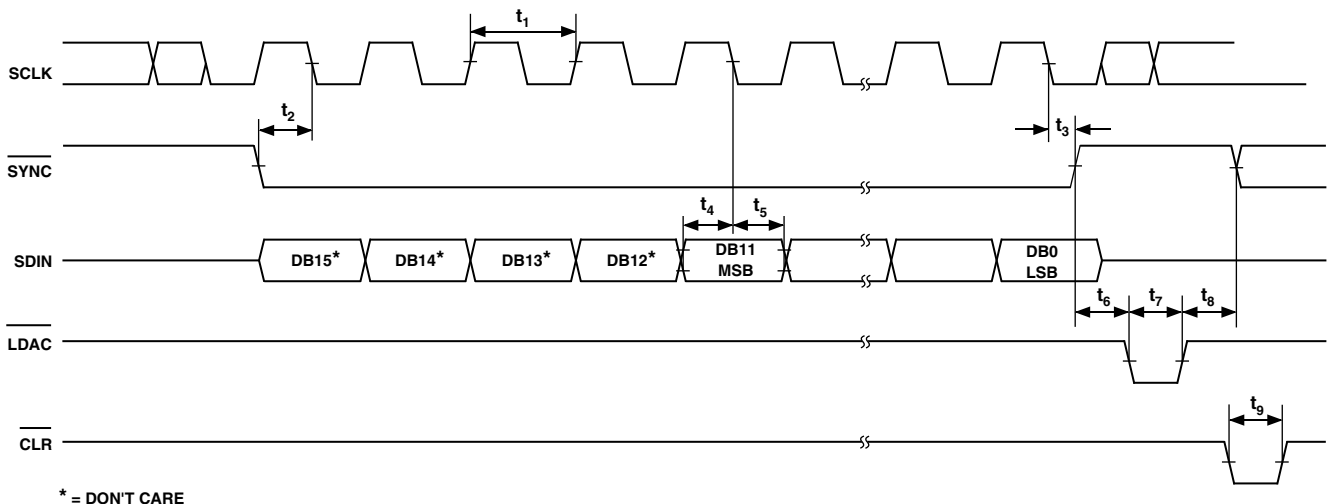 t1
SCLK
t2
t3
SYNC
t4 t5
SDIN DB15* DB14* DB13* DB12* DB11 MSB DB0 LSB
t6 t7 t8
LDAC
t9
CLR
* = DON'T CARE